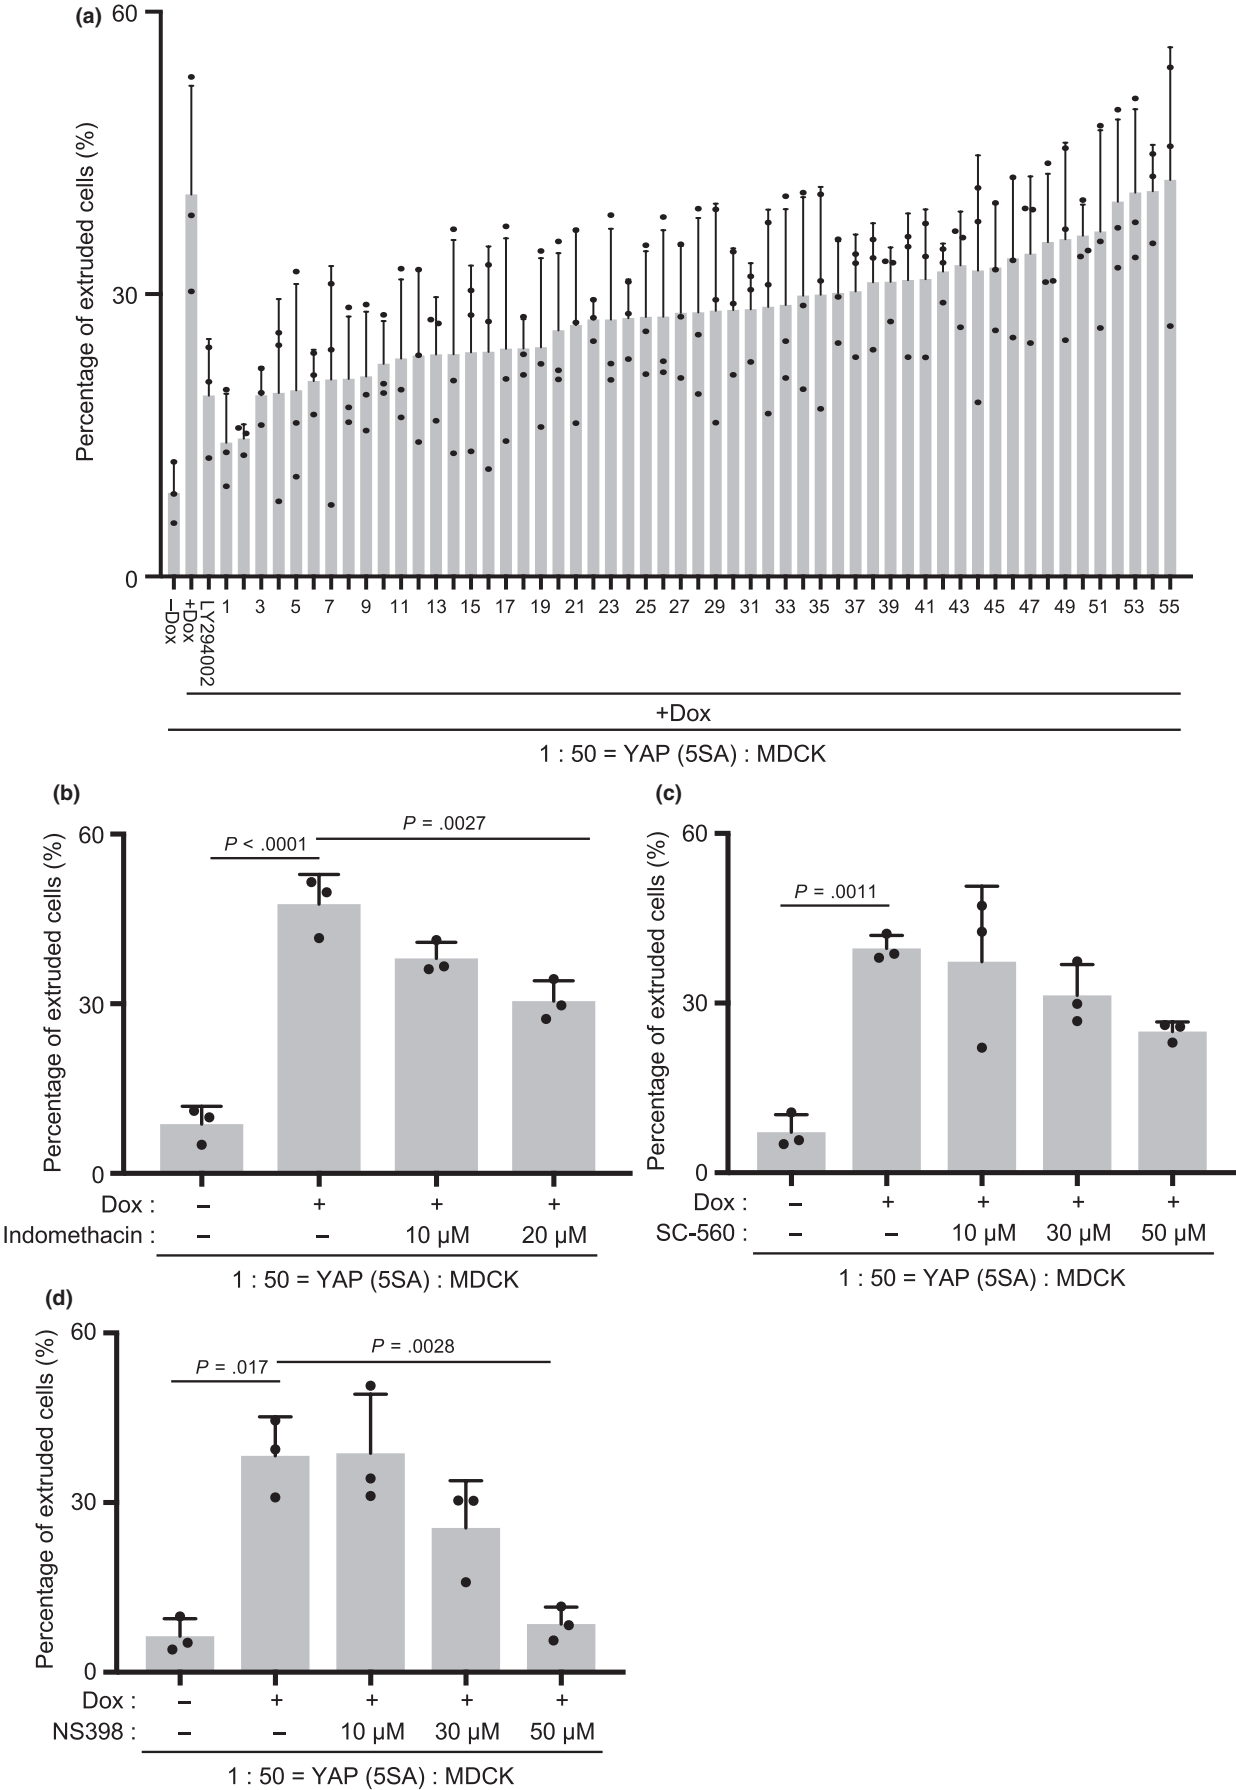 (a)
Percentage of extruded cells (%)
60
30
0
–Dox +Dox LY294002 1 3 5 7 9 11 13 15 17 19 21 23 25 27 29 31 33 35 37 39 41 43 45 47 49 51 53 55
+Dox
1 : 50 = YAP (5SA) : MDCK
(b)
Percentage of extruded cells (%)
60
30
0
P < .0001
P = .0027
Dox : – + + +
Indomethacin : – – 10 µM 20 µM
1 : 50 = YAP (5SA) : MDCK
(c)
Percentage of extruded cells (%)
60
30
0
P = .0011
Dox : – + + + +
SC-560 : – – 10 µM 30 µM 50 µM
1 : 50 = YAP (5SA) : MDCK
(d)
Percentage of extruded cells (%)
60
30
0
P = .017
P = .0028
Dox : – + + + +
NS398 : – – 10 µM 30 µM 50 µM
1 : 50 = YAP (5SA) : MDCK